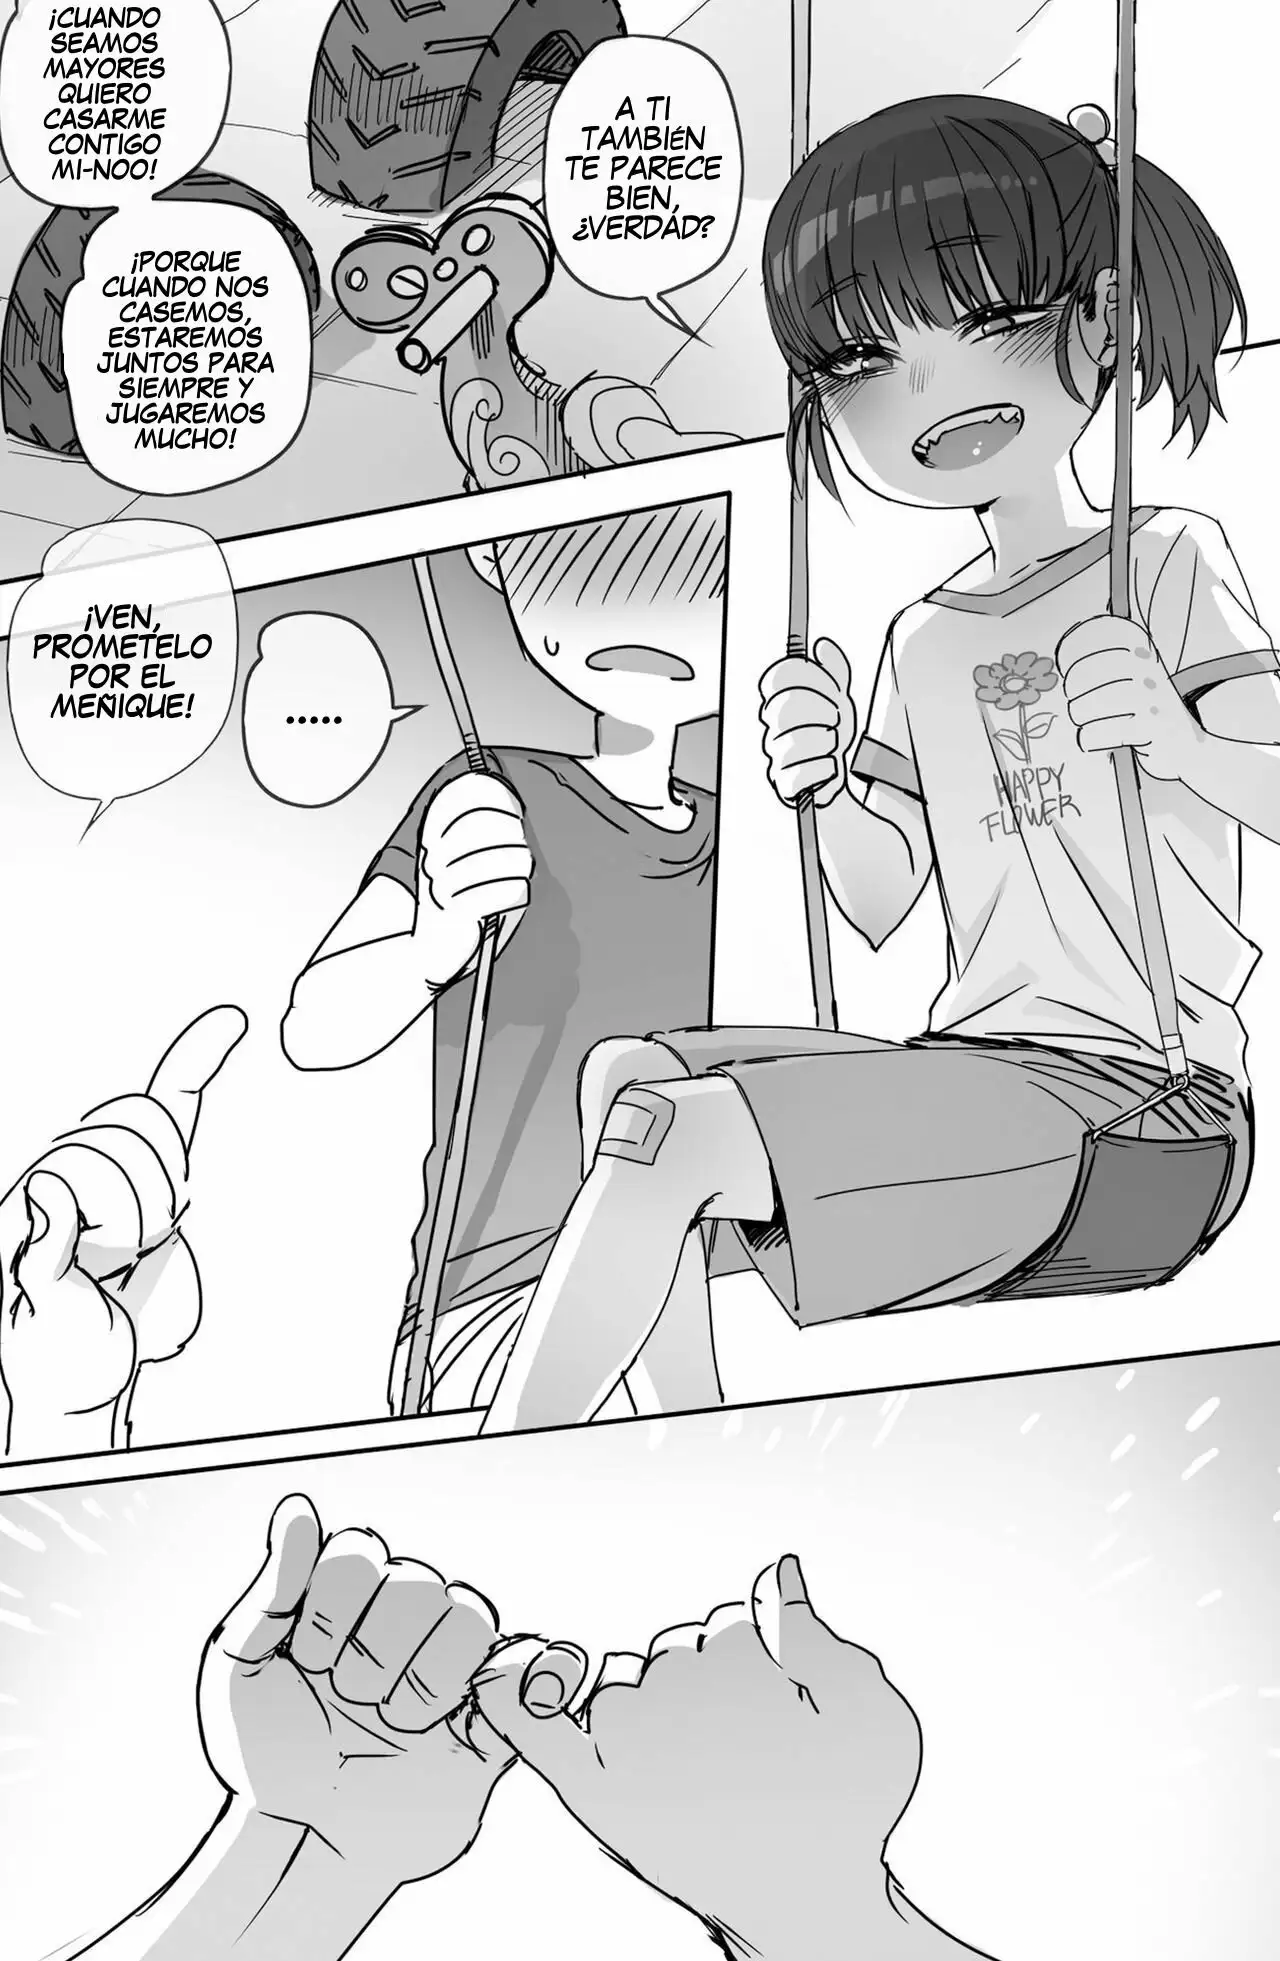 ¡CUANDO
SEAMOS
MAYORES
QUIERO
CASARME
CONTIGO
MI-NOO!
¡PORQUE
CUANDO NOS
CASEMOS,
ESTAREMOS
JUNTOS PARA
SIEMPRE Y
JUGAREMOS
MUCHO!
A TI
TAMBIÉN
TE PARECE
BIEN,
¿VERDAD?
HAPPY
FLOWER
.....
¡VEN,
PROMETELO
POR EL
MEÑIQUE!